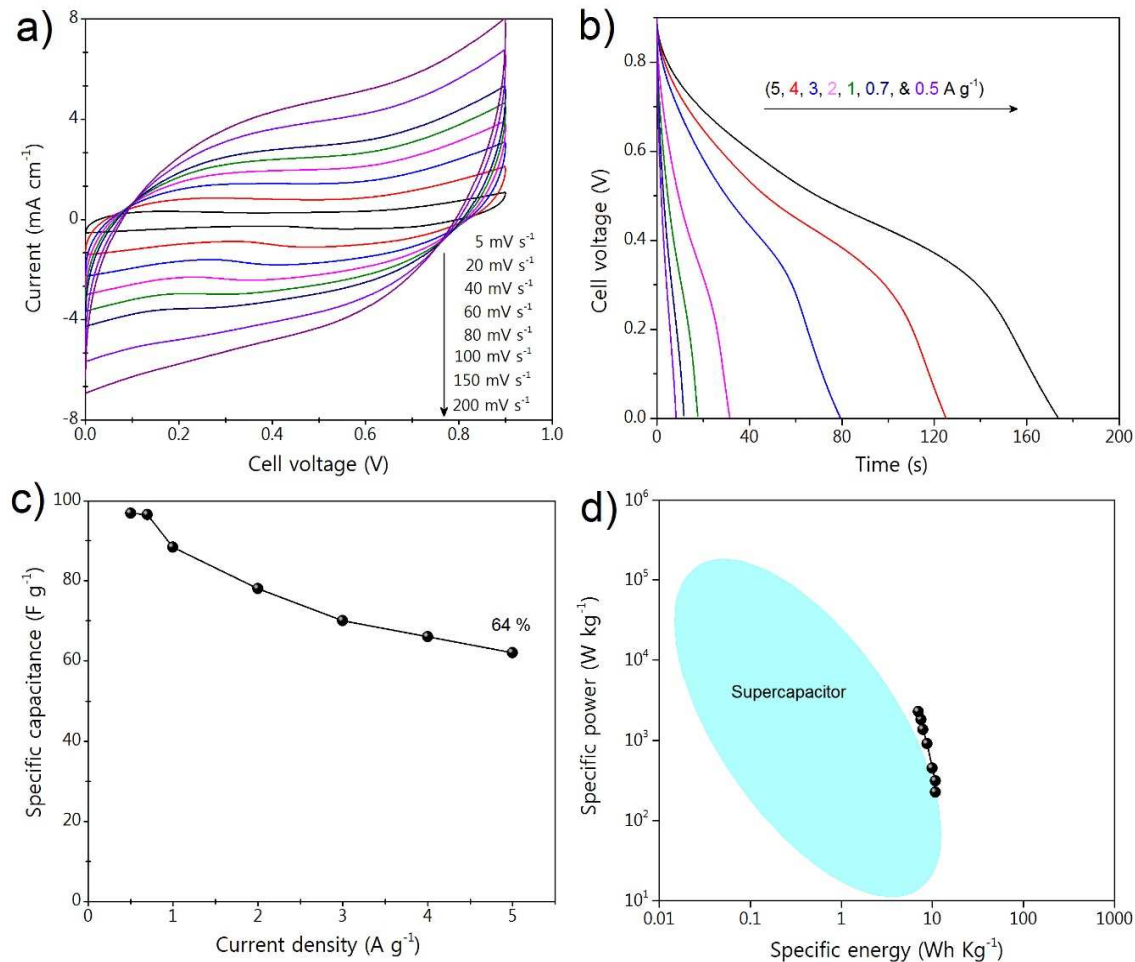 a)
8
4
0
-4
-8
Current (mA cm⁻¹)
5 mV s⁻¹
20 mV s⁻¹
40 mV s⁻¹
60 mV s⁻¹
80 mV s⁻¹
100 mV s⁻¹
150 mV s⁻¹
200 mV s⁻¹
0.0 0.2 0.4 0.6 0.8 1.0
Cell voltage (V)
b)
0.8
0.6
0.4
0.2
0.0
Cell voltage (V)
(5, 4, 3, 2, 1, 0.7, & 0.5 A g⁻¹)
0 40 80 120 160 200
Time (s)
c)
100
80
60
40
20
0
Specific capacitance (F g⁻¹)
64 %
0 1 2 3 4 5
Current density (A g⁻¹)
d)
10⁶
10⁵
10⁴
10³
10²
10¹
Specific power (W kg⁻¹)
Supercapacitor
0.01 0.1 1 10 100 1000
Specific energy (Wh Kg⁻¹)